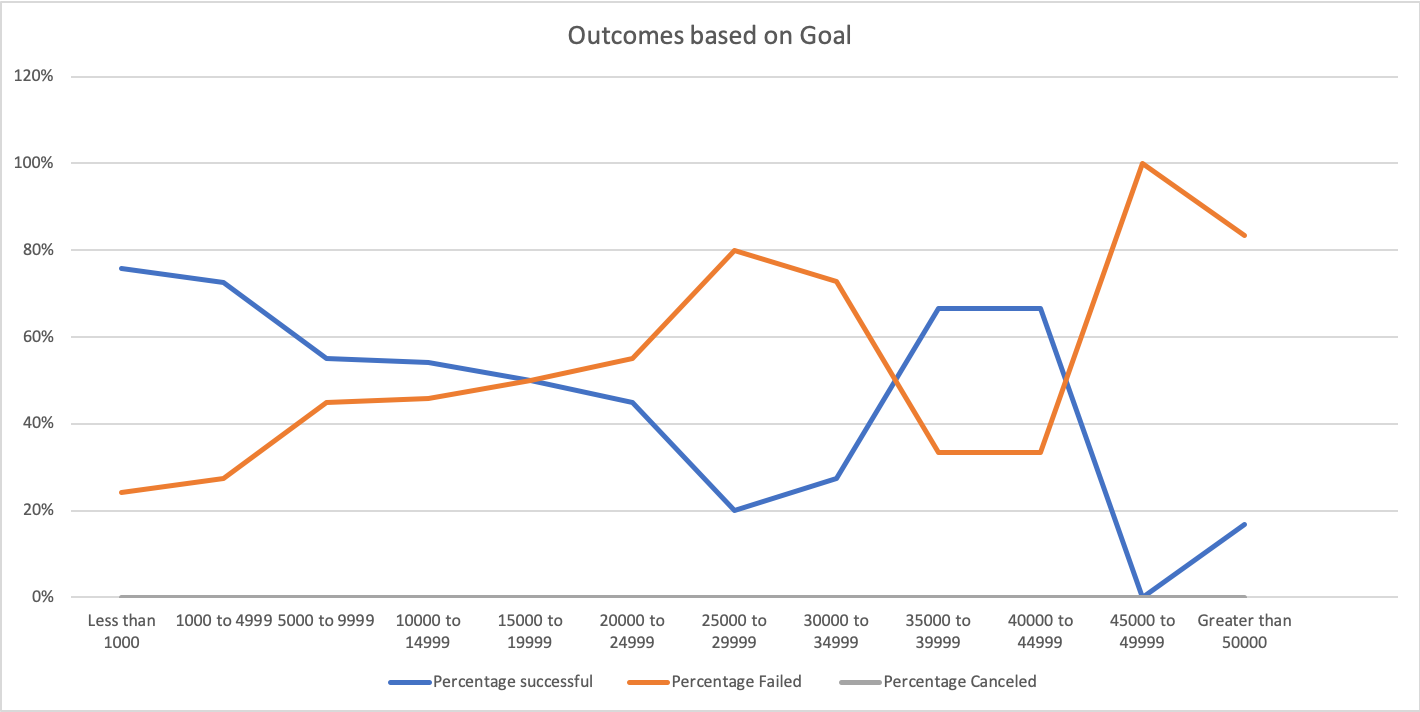 Outcomes based on Goal
120%
100%
80%
60%
40%
20%
0%
Less than
1000
1000 to 4999
5000 to 9999
10000 to
14999
15000 to
19999
20000 to
24999
25000 to
29999
30000 to
34999
35000 to
39999
40000 to
44999
45000 to
49999
Greater than
50000
Percentage successful
Percentage Failed
Percentage Canceled